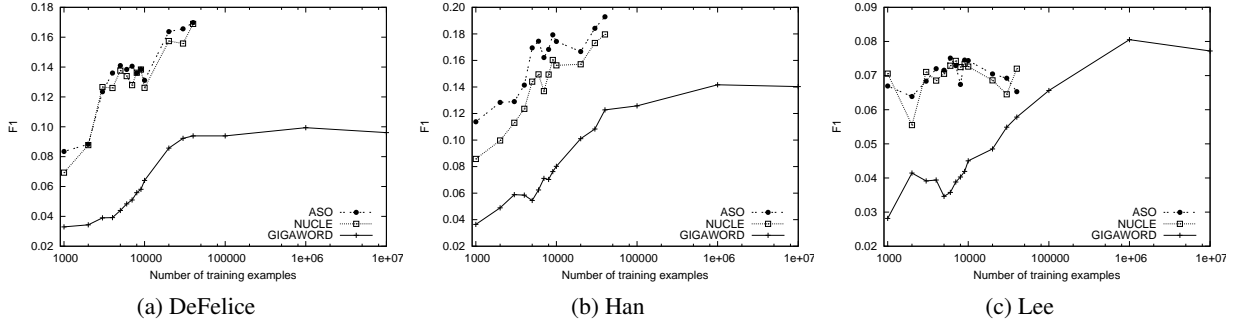 0.18
0.16
0.14
0.12
0.10
0.08
0.06
0.04
0.02
F1
1000 10000 100000 1e+06 1e+07
Number of training examples
ASO
NUCLE
GIGAWORD
(a) DeFelice
0.20
0.18
0.16
0.14
0.12
0.10
0.08
0.06
0.04
0.02
F1
1000 10000 100000 1e+06 1e+07
Number of training examples
ASO
NUCLE
GIGAWORD
(b) Han
0.09
0.08
0.07
0.06
0.05
0.04
0.03
0.02
F1
1000 10000 100000 1e+06 1e+07
Number of training examples
ASO
NUCLE
GIGAWORD
(c) Lee